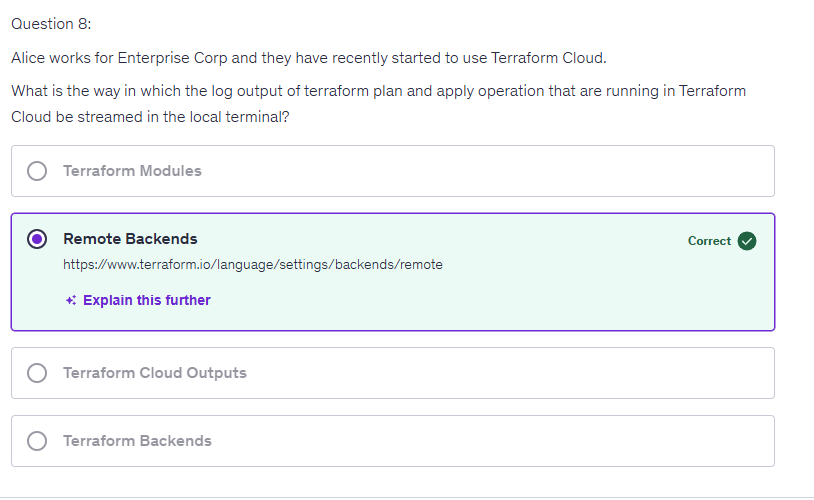 Question 8:
Alice works for Enterprise Corp and they have recently started to use Terraform Cloud.
What is the way in which the log output of terraform plan and apply operation that are running in Terraform
Cloud be streamed in the local terminal?
Terraform Modules
Remote Backends
Correct
https://www.terraform.io/language/settings/backends/remote
Explain this further
Terraform Cloud Outputs
Terraform Backends